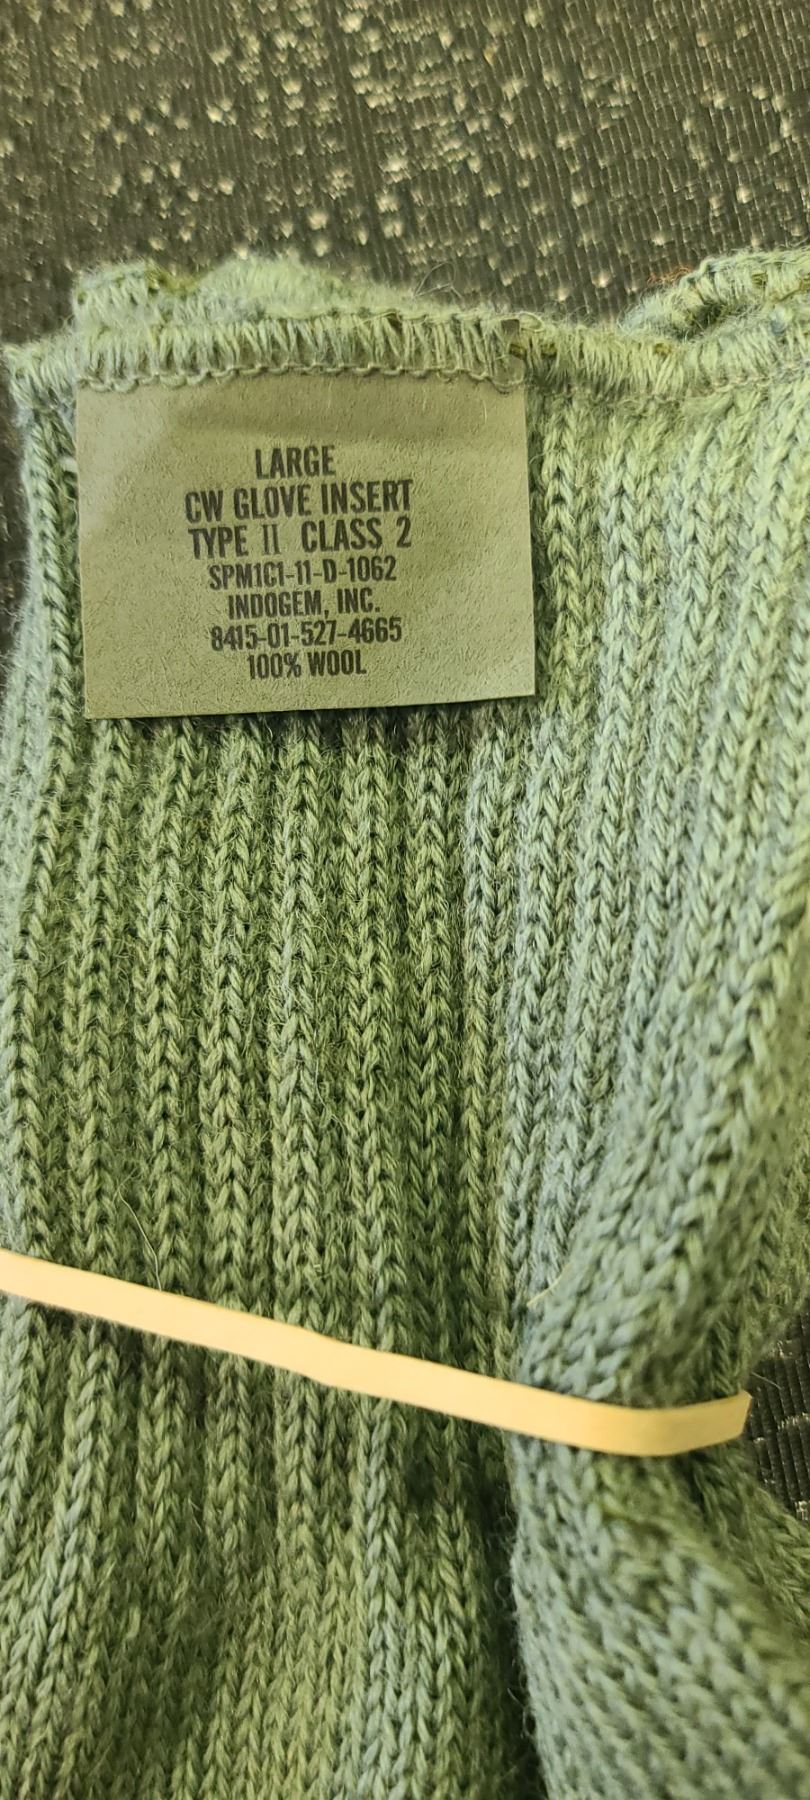 LARGE
CW GLOVE INSERT
TYPE II CLASS 2
SPM1C1-11-D-1062
INDOGEM, INC.
8415-01-527-4665
100% WOOL